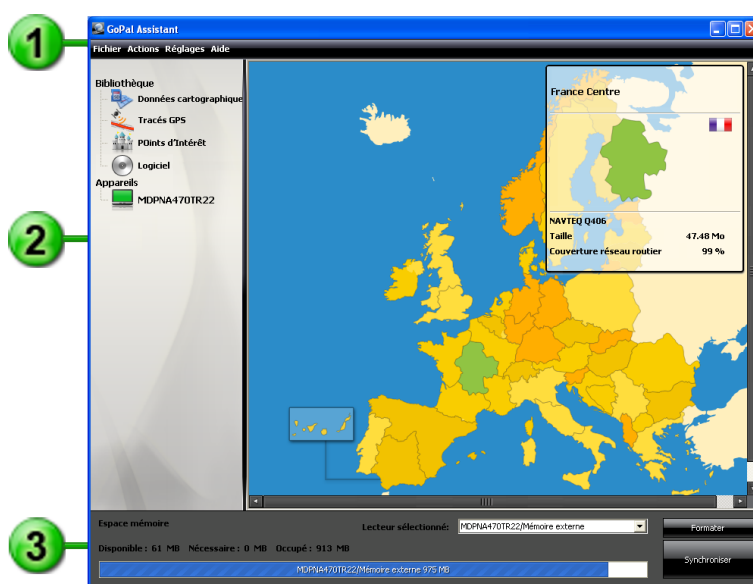 1
GoPal Assistant
Fichier Actions Réglages Aide
Bibliothèque
Données cartographique
Tracés GPS
POints d'Intérêt
Logiciel
Appareils
MDPNA470TR22
France Centre
NAVTEQ Q406
Taille 47.48 Mo
Couverture réseau routier 99 %
2
3
Espace mémoire
Lecteur sélectionné: MDPNA470TR22/Mémoire externe
Formater
Disponible : 61 MB Nécessaire : 0 MB Occupé : 913 MB
Synchroniser
MDPNA470TR22/Mémoire externe 975 MB